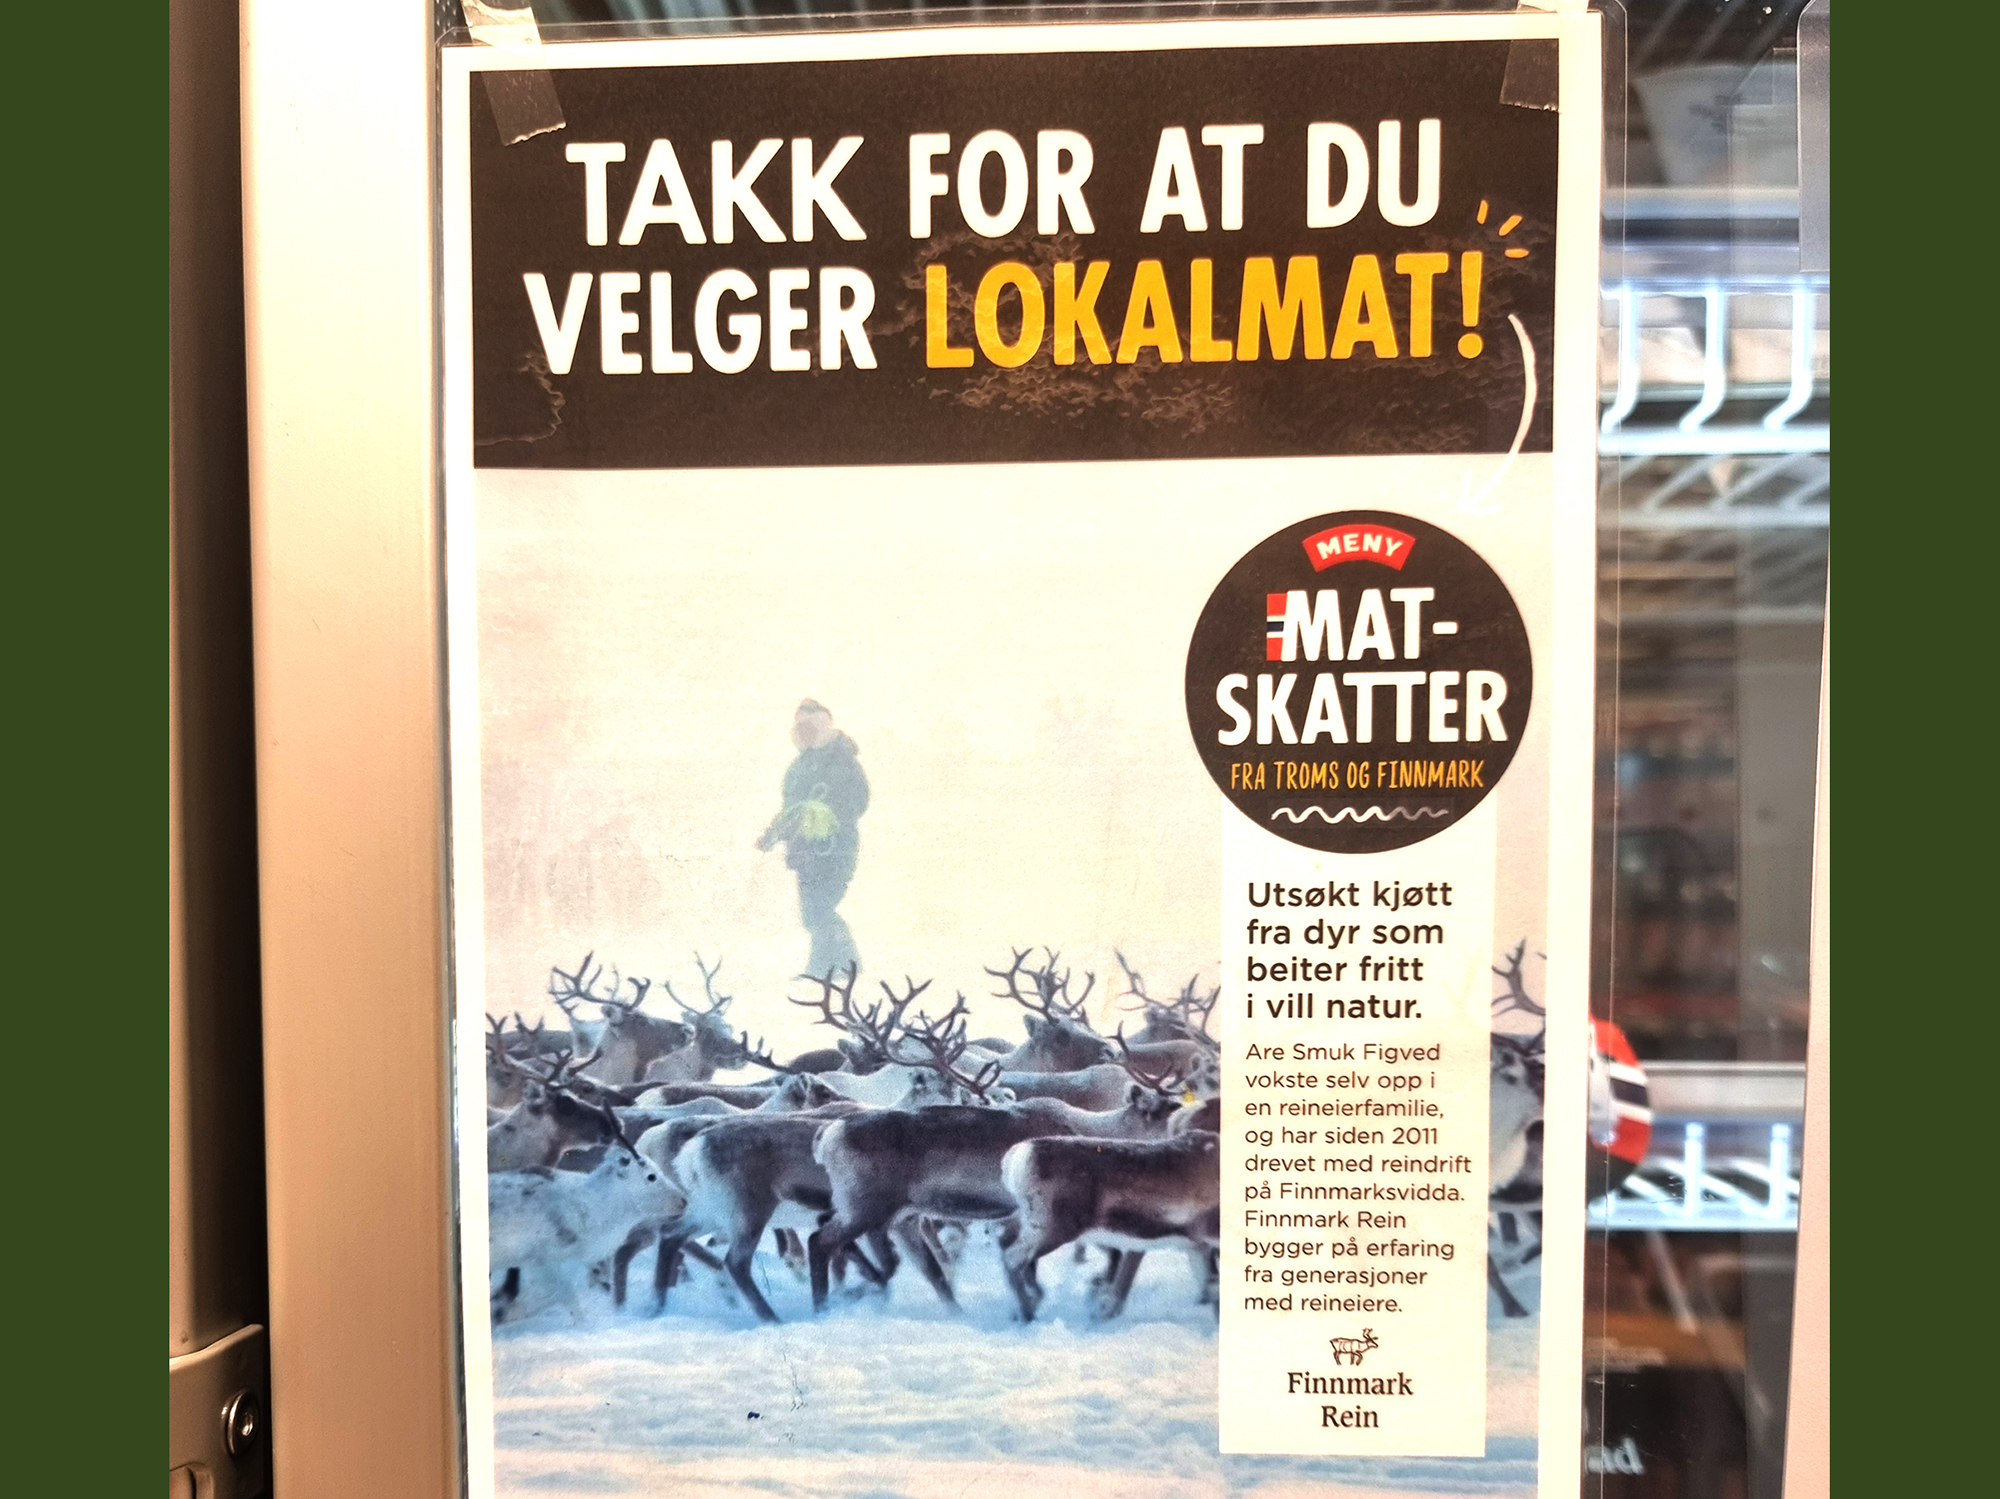 TAKK FOR AT DU
VELGER LOKALMAT!
MENY
MAT-
SKATTER
FRA TROMS OG FINNMARK
Utsøkt kjøtt
fra dyr som
beiter fritt
i vill natur.
Are Smuk Figved
vokste selv opp i
en reineierfamilie,
og har siden 2011
drevet med reindrift
på Finnmarksvidda.
Finnmark Rein
bygger på erfaring
fra generasjoner
med reineiere.
Finnmark
Rein